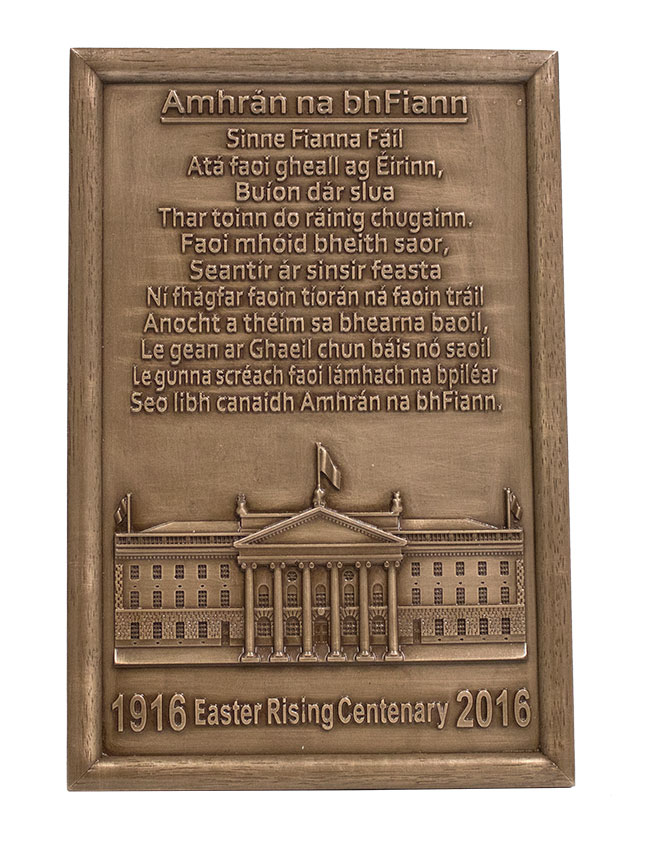 Amhrán na bhFiann
Sinne Fianna Fáil
Atá faoi gheall ag Éirinn,
Buíon dár slua
Thar toinn do ráinig chugainn.
Faoi mhóid bheith saor,
Seantír ár sinsir feasta
Ní fhágfar faoin tíorán ná faoin tráil
Anocht a théim sa bhearna baoil,
Le gean ar Ghaeil chun báis nó saoil
Le gunna scréach faoi lámhach na bpiléar
Seo libh canaidh Amhrán na bhFiann.
1916 Easter Rising Centenary 2016